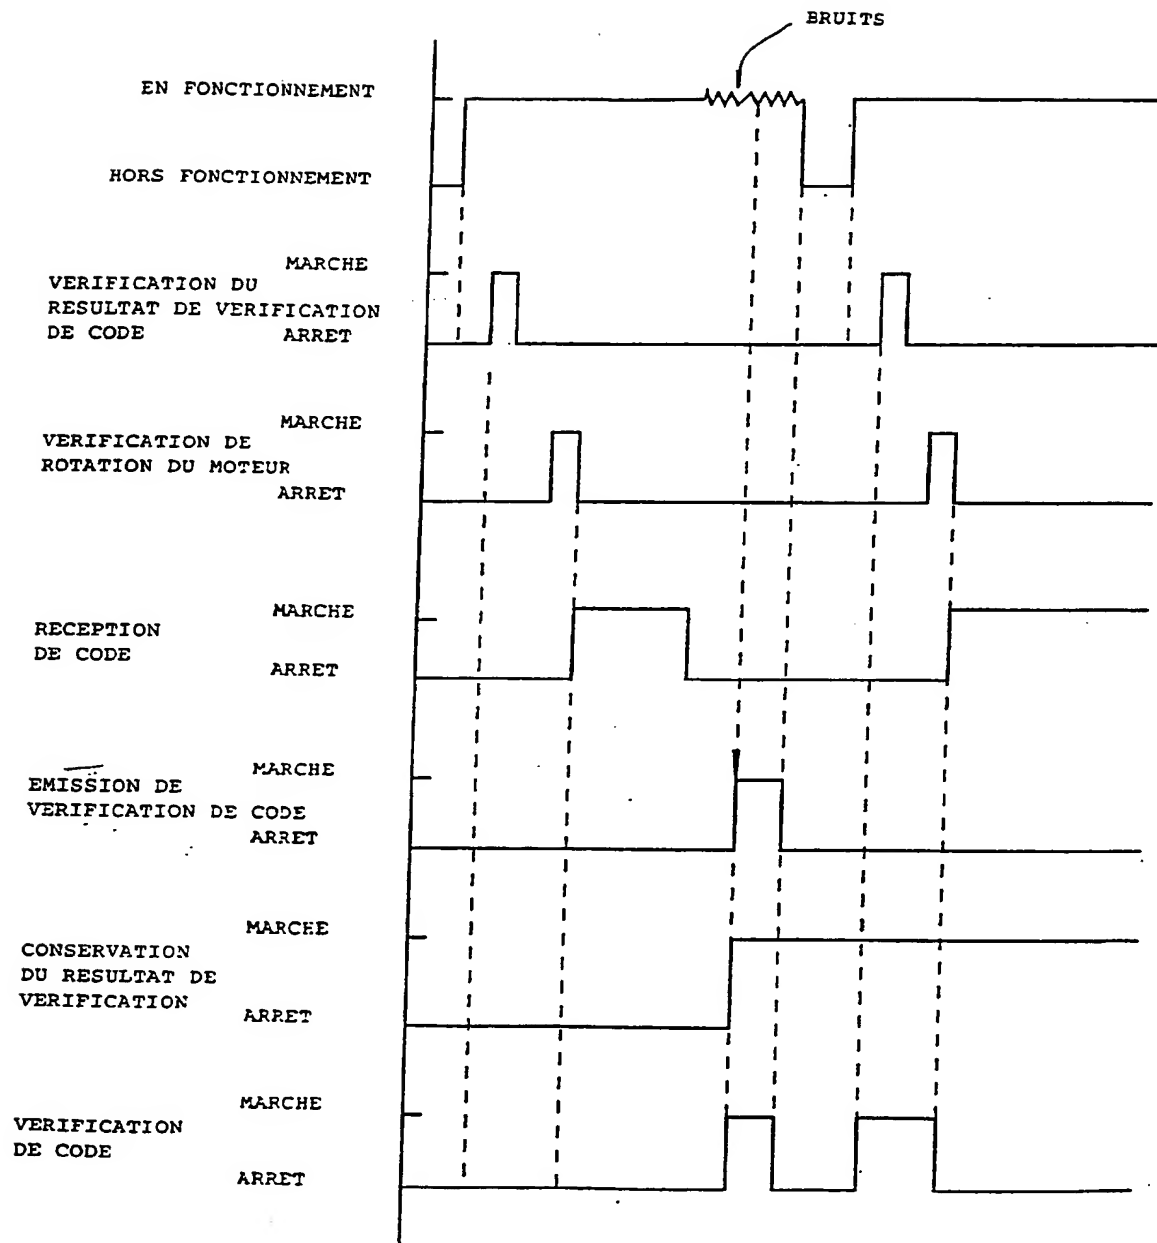 BRUITS
EN FONCTIONNEMENT
HORS FONCTIONNEMENT
MARCHE
VERIFICATION DU
RESULTAT DE VERIFICATION
DE CODE
ARRET
MARCHE
VERIFICATION DE
ROTATION DU MOTEUR
ARRET
MARCHE
RECEPTION
DE CODE
ARRET
MARCHE
EMISSION DE
VERIFICATION DE CODE
ARRET
MARCHE
CONSERVATION
DU RESULTAT DE
VERIFICATION
ARRET
MARCHE
VERIFICATION
DE CODE
ARRET